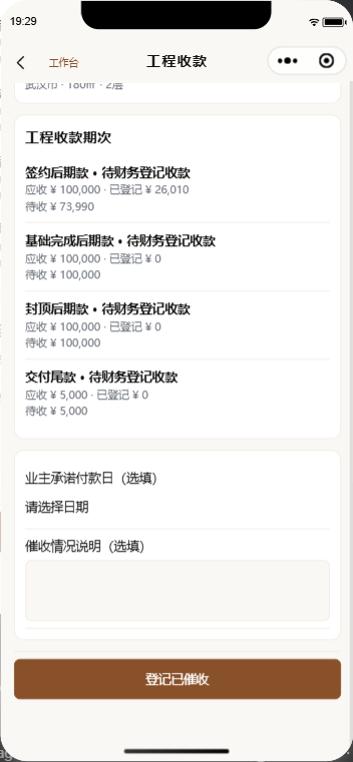 19:29
工作台
工程收款
武汉市 · 180㎡ · 2层
工程收款期次
签约后期款 • 待财务登记收款
应收 ¥ 100,000 · 已登记 ¥ 26,010
待收 ¥ 73,990
基础完成后期款 • 待财务登记收款
应收 ¥ 100,000 · 已登记 ¥ 0
待收 ¥ 100,000
封顶后期款 • 待财务登记收款
应收 ¥ 100,000 · 已登记 ¥ 0
待收 ¥ 100,000
交付尾款 • 待财务登记收款
应收 ¥ 5,000 · 已登记 ¥ 0
待收 ¥ 5,000
业主承诺付款日（选填）
请选择日期
催收情况说明（选填）
登记已催收